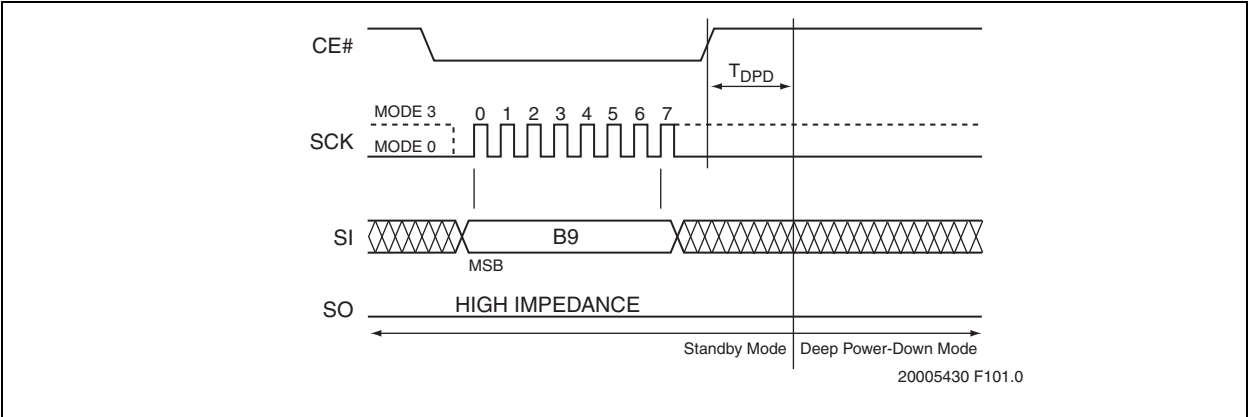 CE#
T_DPD
MODE 3
0 1 2 3 4 5 6 7
SCK
MODE 0
SI
B9
MSB
SO
HIGH IMPEDANCE
Standby Mode
Deep Power-Down Mode
20005430 F101.0